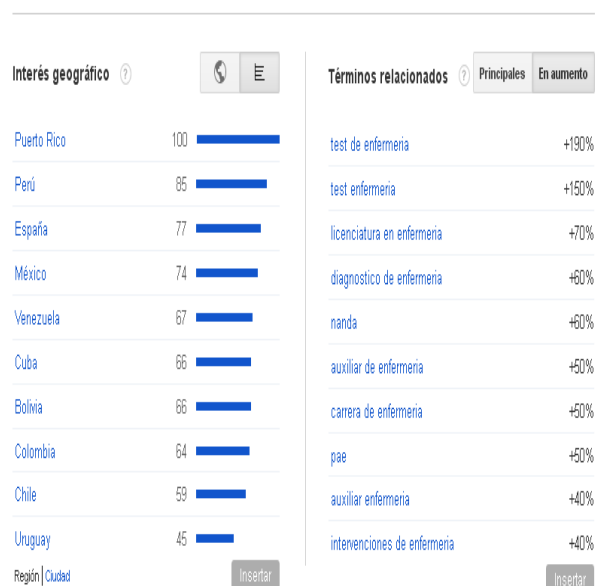 Interés geográfico ?
Puerto Rico 100
Perú 85
España 77
México 74
Venezuela 67
Cuba 66
Bolivia 66
Colombia 64
Chile 59
Uruguay 45
Región | Ciudad Insertar
Términos relacionados ? Principales En aumento
test de enfermeria +190%
test enfermeria +150%
licenciatura en enfermeria +70%
diagnostico de enfermeria +60%
nanda +60%
auxiliar de enfermeria +50%
carrera de enfermeria +50%
pae +50%
auxiliar enfermeria +40%
intervenciones de enfermeria +40%
Insertar